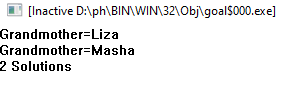 [Inactive D:\ph\BIN\WIN\32\Obj\goal$000.exe]
Grandmother=Liza
Grandmother=Masha
2 Solutions